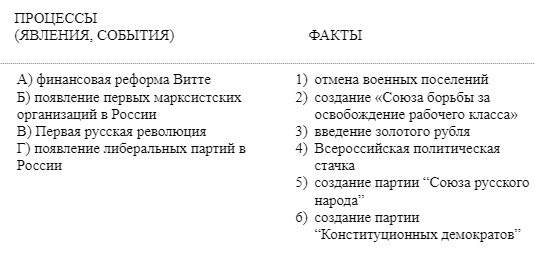 ПРОЦЕССЫ
(ЯВЛЕНИЯ, СОБЫТИЯ)
ФАКТЫ
А) финансовая реформа Витте
Б) появление первых марксистских
организаций в России
В) Первая русская революция
Г) появление либеральных партий в
России
1) отмена военных поселений
2) создание «Союза борьбы за
освобождение рабочего класса»
3) введение золотого рубля
4) Всероссийская политическая
стачка
5) создание партии “Союза русского
народа”
6) создание партии
“Конституционных демократов”